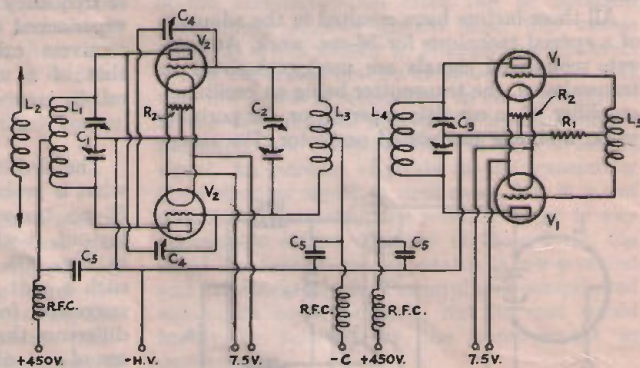 C4
V2
V1
L2
L1
R2
C2
L3
L4
C3
R2
R1
L5
C1
V2
V1
C4
C5
C5
C5
R.F.C.
R.F.C.
R.F.C.
+450V.
-H.V.
7.5V.
-C
+450V.
7.5V.